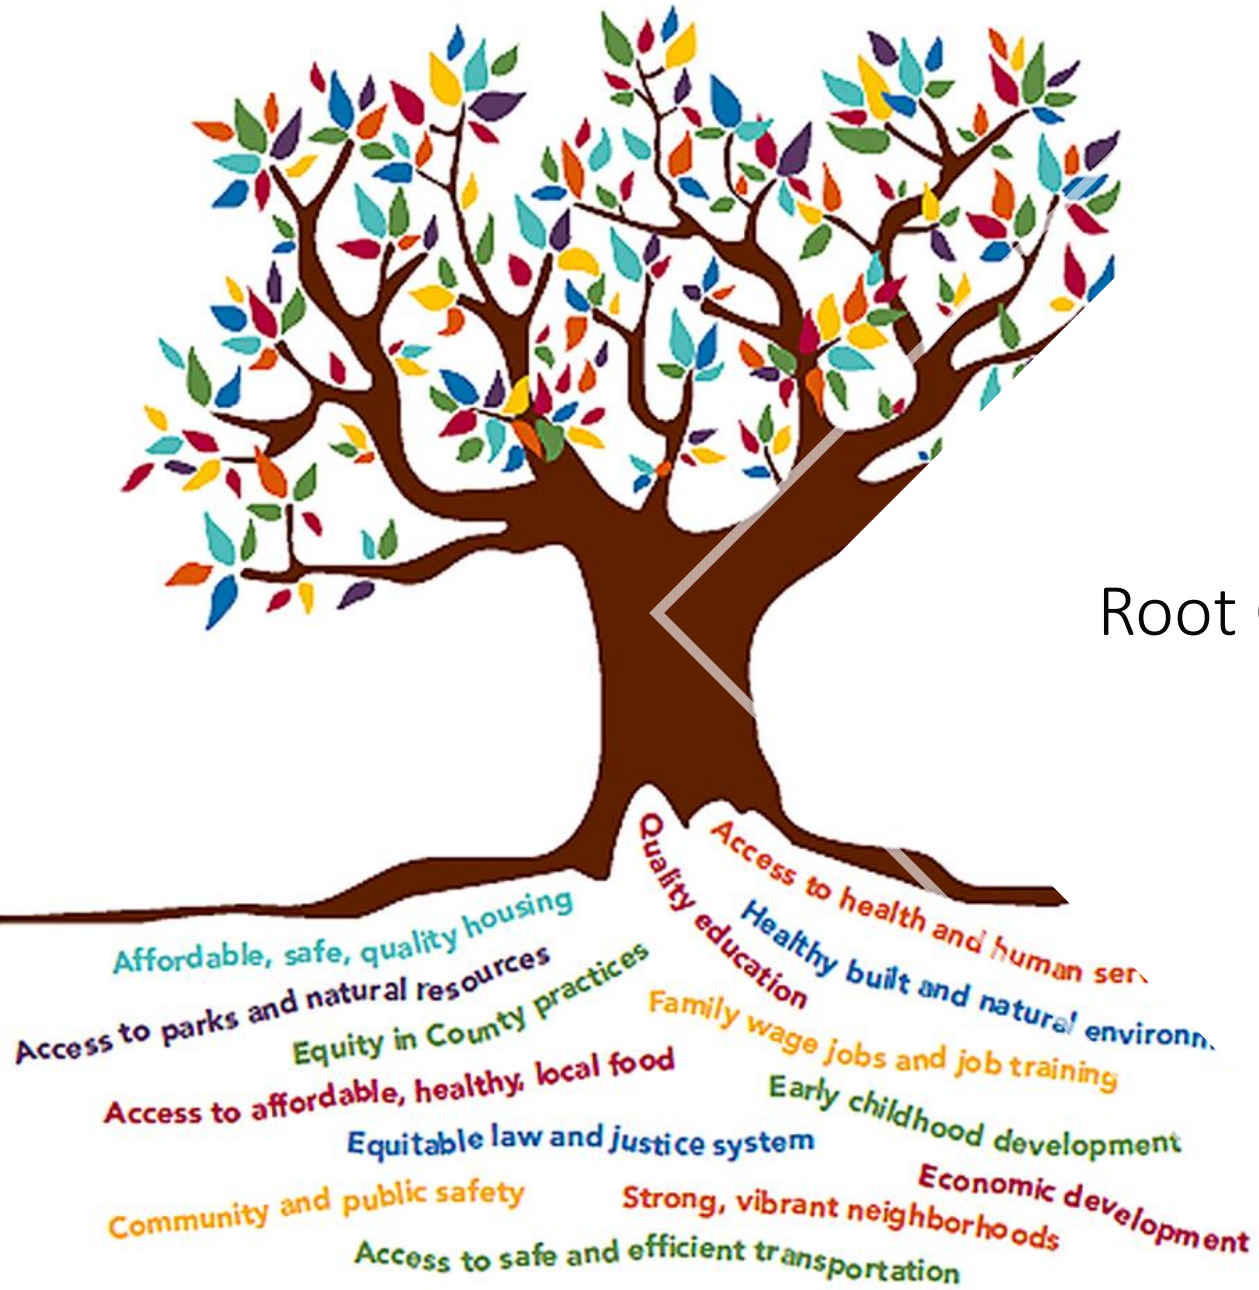 Root
Quality education
Access to health and human ser
Affordable, safe, quality housing
Healthy built and natural environm
Access to parks and natural resources
Equity in County practices
Family wage jobs and job training
Access to affordable, healthy, local food
Early childhood development
Equitable law and justice system
Economic development
Community and public safety
Strong, vibrant neighborhoods
Access to safe and efficient transportation